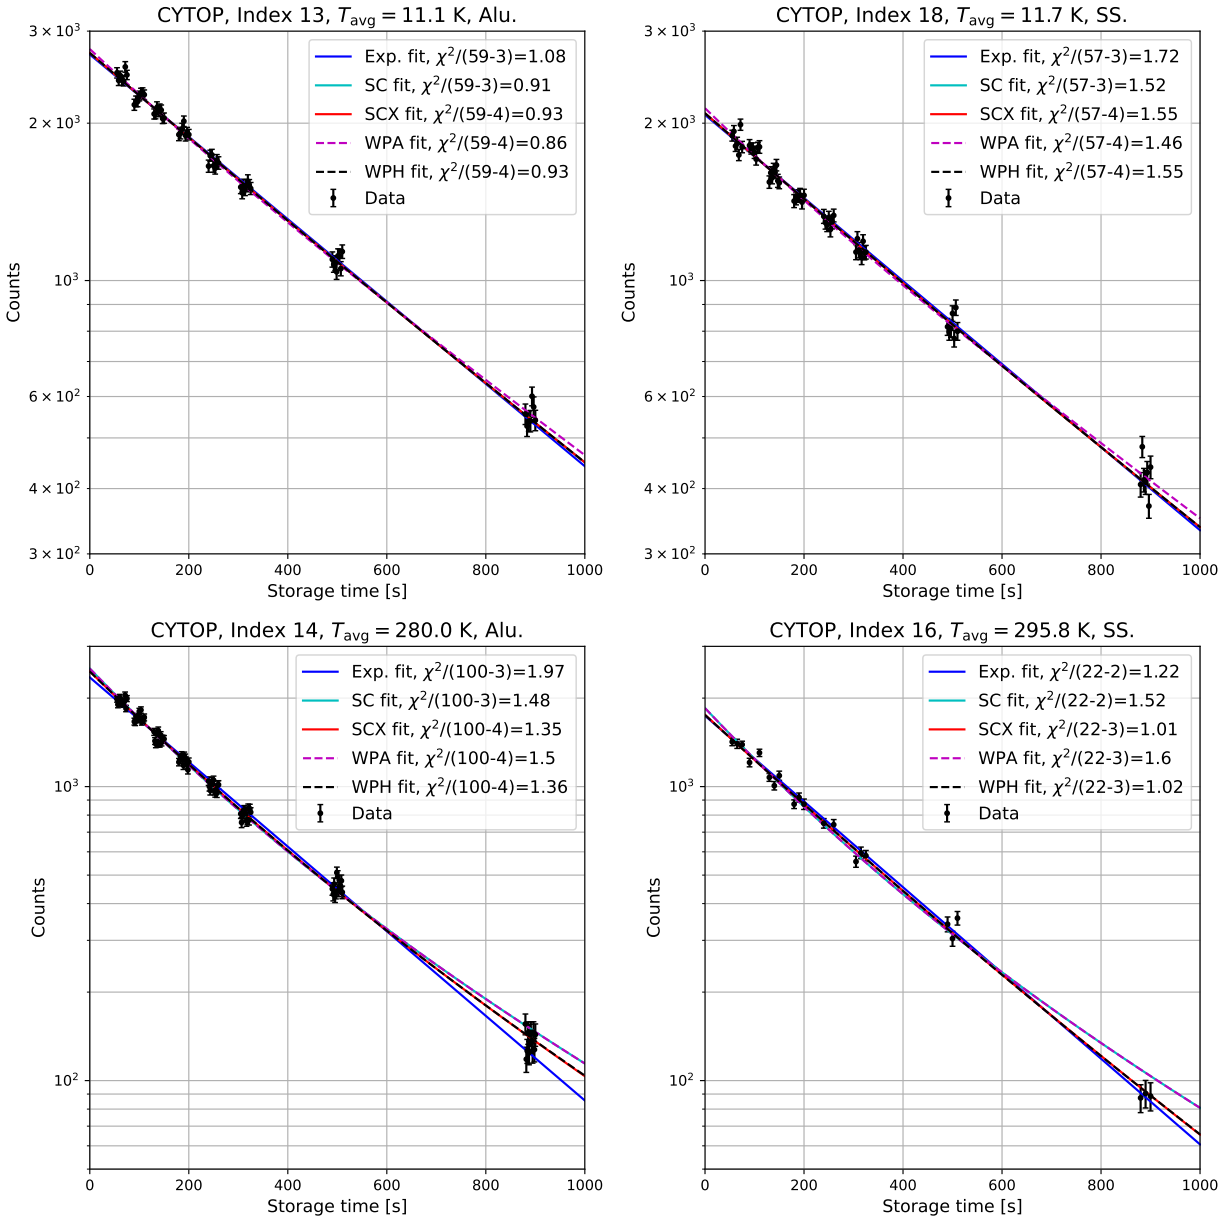 CYTOP, Index 13, T_avg = 11.1 K, Alu.
3 × 10³
2 × 10³
10³
6 × 10²
4 × 10²
3 × 10²
Counts
Exp. fit, χ²/(59-3)=1.08
SC fit, χ²/(59-3)=0.91
SCX fit, χ²/(59-4)=0.93
WPA fit, χ²/(59-4)=0.86
WPH fit, χ²/(59-4)=0.93
Data
0 200 400 600 800 1000
Storage time [s]
CYTOP, Index 18, T_avg = 11.7 K, SS.
3 × 10³
2 × 10³
10³
6 × 10²
4 × 10²
3 × 10²
Counts
Exp. fit, χ²/(57-3)=1.72
SC fit, χ²/(57-3)=1.52
SCX fit, χ²/(57-4)=1.55
WPA fit, χ²/(57-4)=1.46
WPH fit, χ²/(57-4)=1.55
Data
0 200 400 600 800 1000
Storage time [s]
CYTOP, Index 14, T_avg = 280.0 K, Alu.
10³
10²
Counts
Exp. fit, χ²/(100-3)=1.97
SC fit, χ²/(100-3)=1.48
SCX fit, χ²/(100-4)=1.35
WPA fit, χ²/(100-4)=1.5
WPH fit, χ²/(100-4)=1.36
Data
0 200 400 600 800 1000
Storage time [s]
CYTOP, Index 16, T_avg = 295.8 K, SS.
10³
10²
Counts
Exp. fit, χ²/(22-2)=1.22
SC fit, χ²/(22-2)=1.52
SCX fit, χ²/(22-3)=1.01
WPA fit, χ²/(22-3)=1.6
WPH fit, χ²/(22-3)=1.02
Data
0 200 400 600 800 1000
Storage time [s]